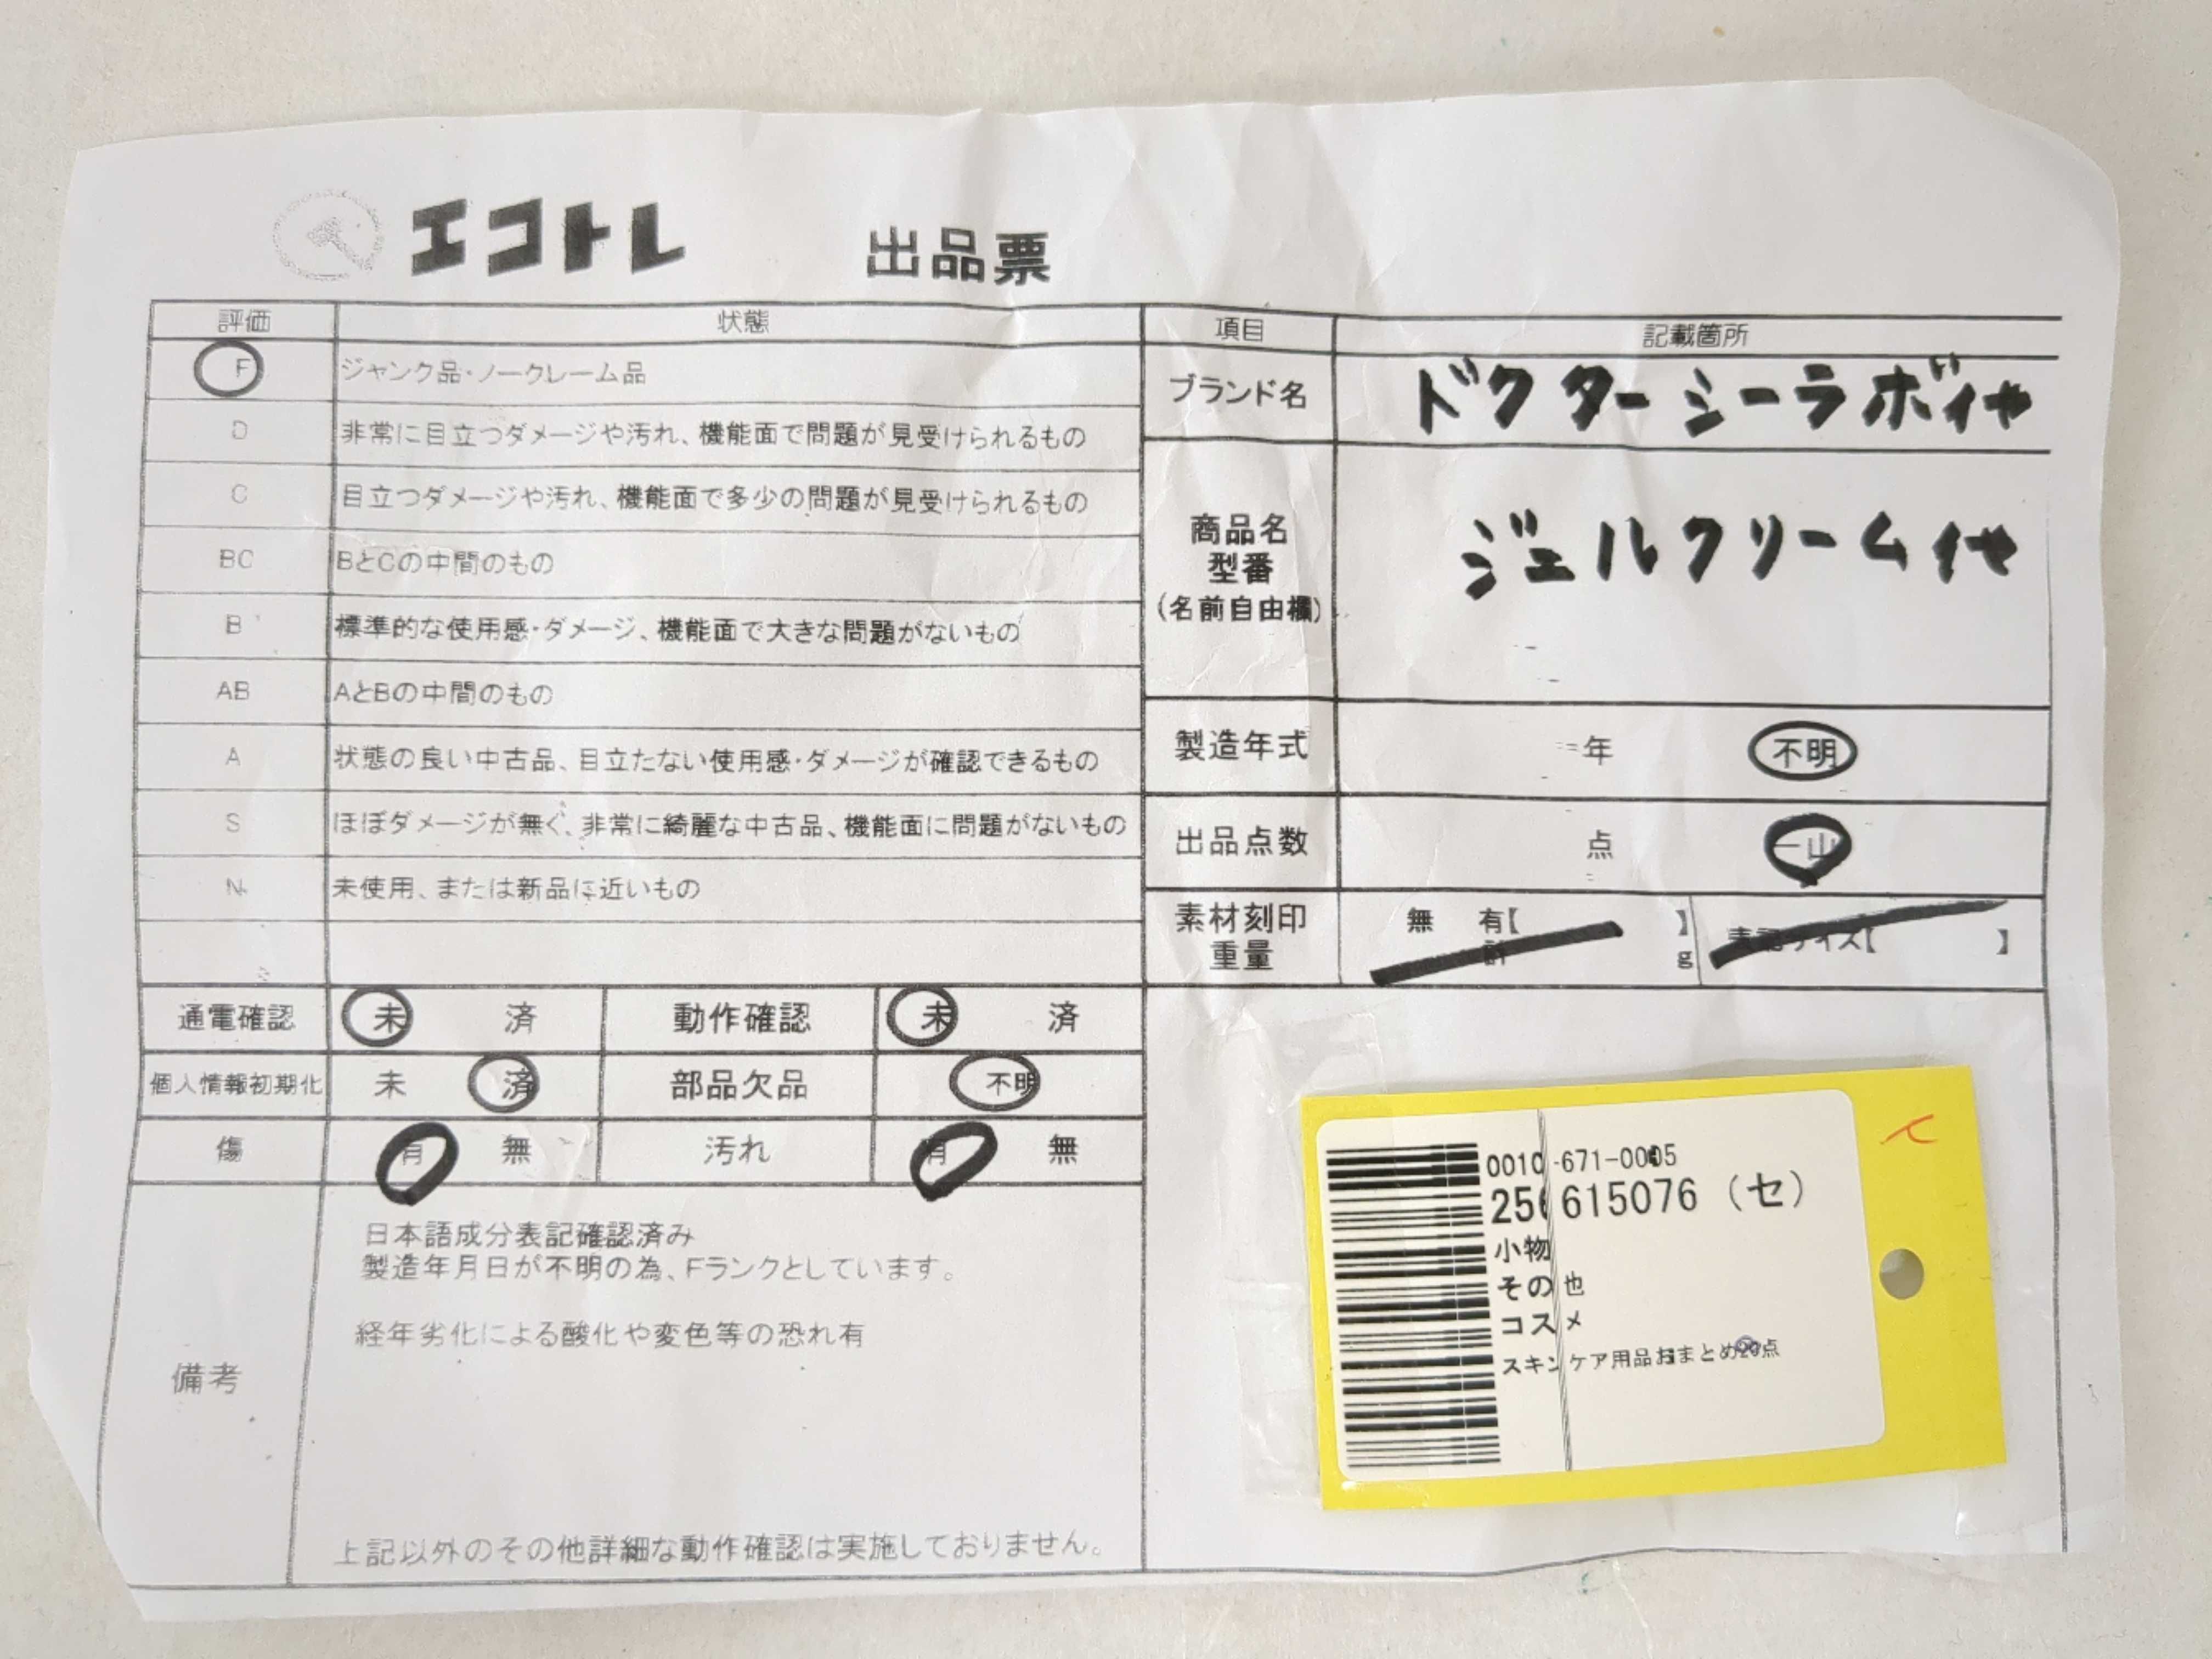 エコトレ 出品票
評価 状態
F ジャンク品・ノークレーム品
D 非常に目立つダメージや汚れ、機能面で問題が見受けられるもの
C 目立つダメージや汚れ、機能面で多少の問題が見受けられるもの
BC BとCの中間のもの
B 標準的な使用感・ダメージ、機能面で大きな問題がないもの
AB AとBの中間のもの
A 状態の良い中古品、目立たない使用感・ダメージが確認できるもの
S ほぼダメージが無く、非常に綺麗な中古品、機能面に問題がないもの
N 未使用、または新品に近いもの
項目 記載箇所
ブランド名 ドクターシーラボ他
商品名
型番
(名前自由欄)
ジェルクリーム他
製造年式 年 不明
出品点数 点 一山
素材刻印
重量
無 有【 】
計 g
表記サイズ【 】
通電確認 未 済 動作確認 未 済
個人情報初期化 未 済 部品欠品 不明
傷 有 無 汚れ 有 無
備考
日本語成分表記確認済み
製造年月日が不明の為、Fランクとしています。
経年劣化による酸化や変色等の恐れ有
上記以外のその他詳細な動作確認は実施しておりません。
0010-671-0005
615076 (セ)
小物
その他
コスメ
スキンケア用品おまとめ 点